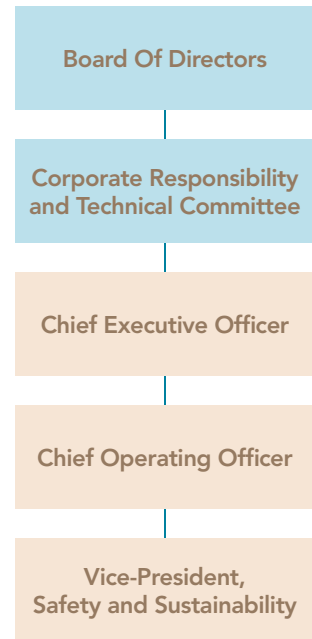 Board Of Directors
Corporate Responsibility
and Technical Committee
Chief Executive Officer
Chief Operating Officer
Vice-President,
Safety and Sustainability